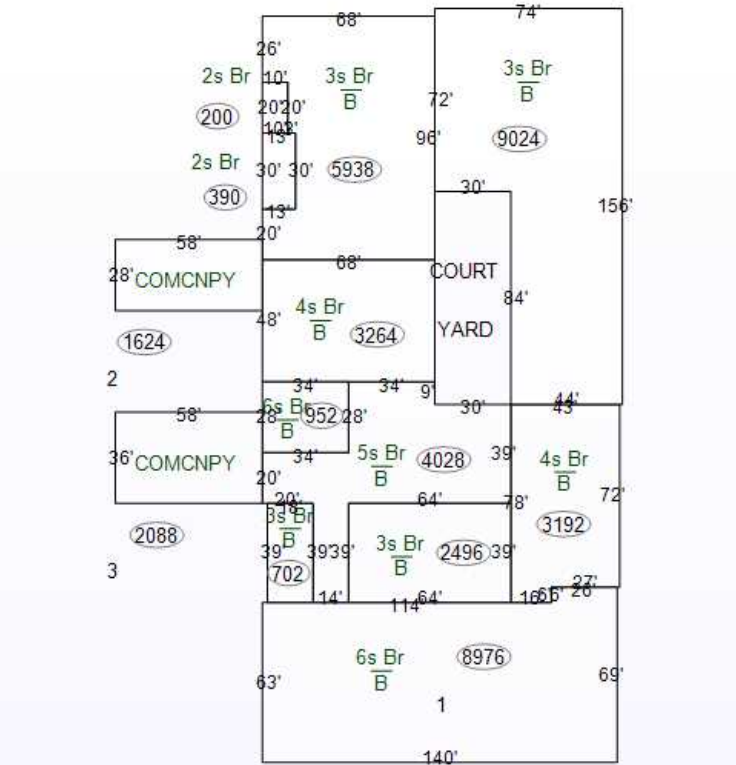 68'
74'
26'
2s Br
10'
3s Br
B
3s Br
B
200
20'
20'
72'
13'
96'
9024
2s Br
30'
30'
5938
390
30'
156'
13'
20'
58'
68'
COURT
28'
COMCNPY
84'
4s Br
B
48'
3264
YARD
1624
2
34'
34'
9'
44'
43'
30'
6s Br
B
952
58'
28'
28'
36'
COMCNPY
34'
5s Br
B
4028
39'
4s Br
B
20'
20'
18'
64'
78'
72'
3s Br
B
3192
2088
39'
39'
39'
3s Br
B
2496
39'
702
3
27'
26'
14'
114'
64'
16'
6s Br
B
8976
63'
69'
1
140'